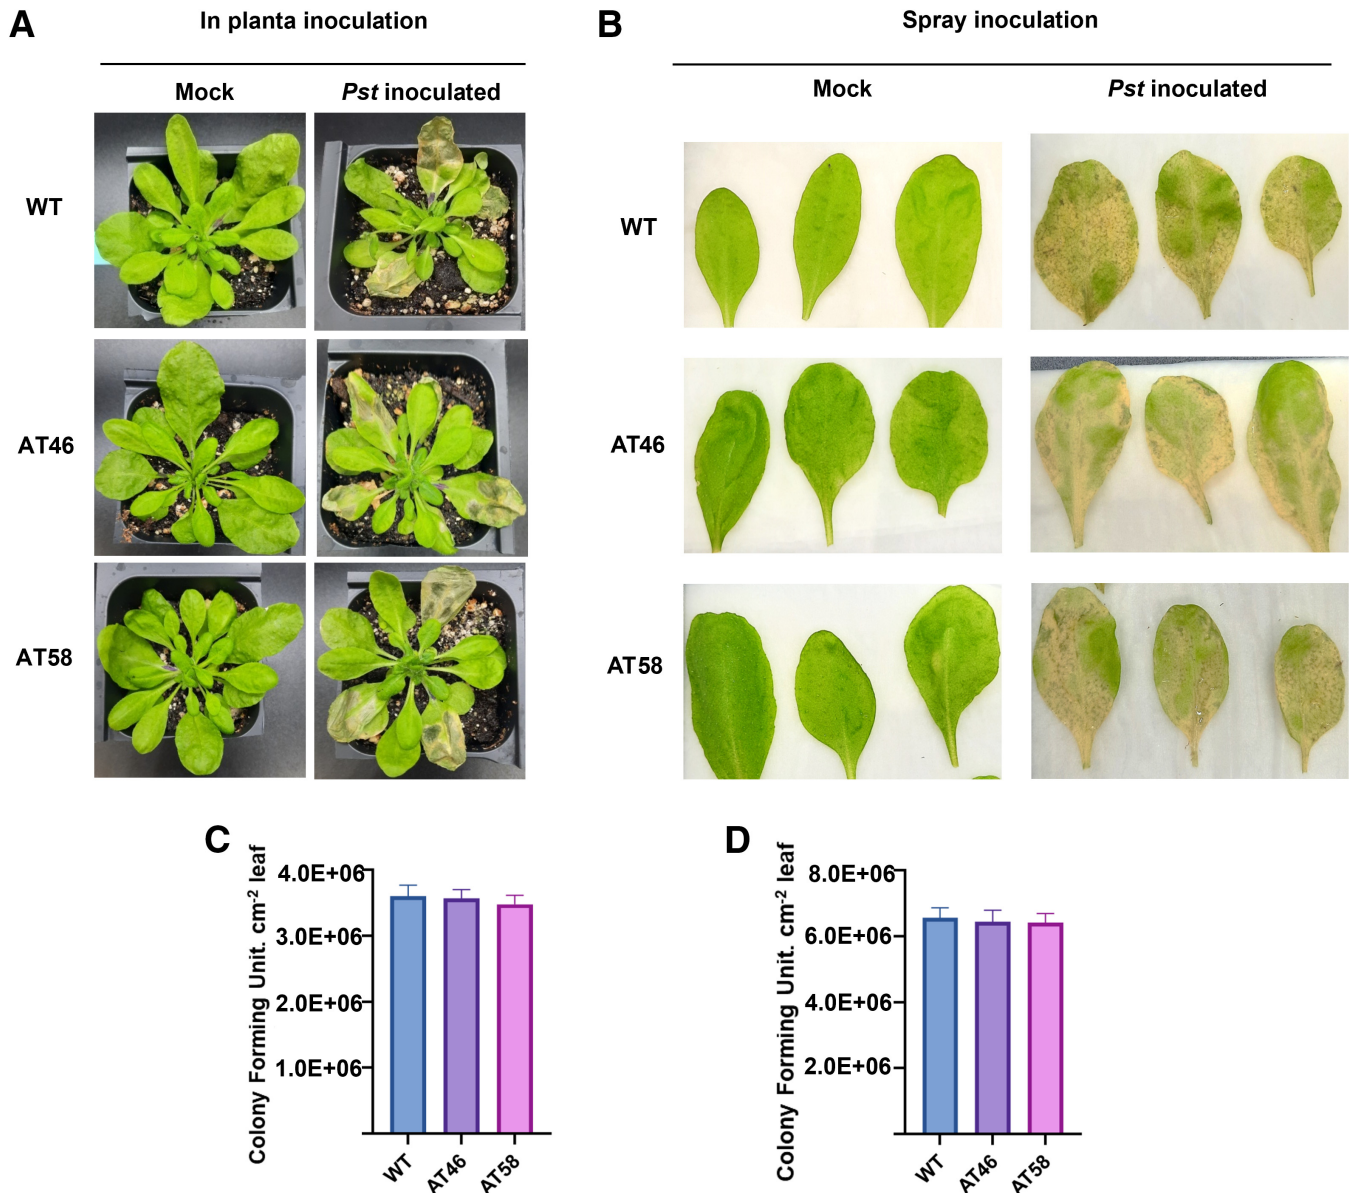 A
In planta inoculation
Mock
Pst inoculated
WT
AT46
AT58
B
Spray inoculation
Mock
Pst inoculated
WT
AT46
AT58
C
Colony Forming Unit. cm-2 leaf
4.0E+06
3.0E+06
2.0E+06
1.0E+06
WT
AT46
AT58
D
Colony Forming Unit. cm-2 leaf
8.0E+06
6.0E+06
4.0E+06
2.0E+06
WT
AT46
AT58